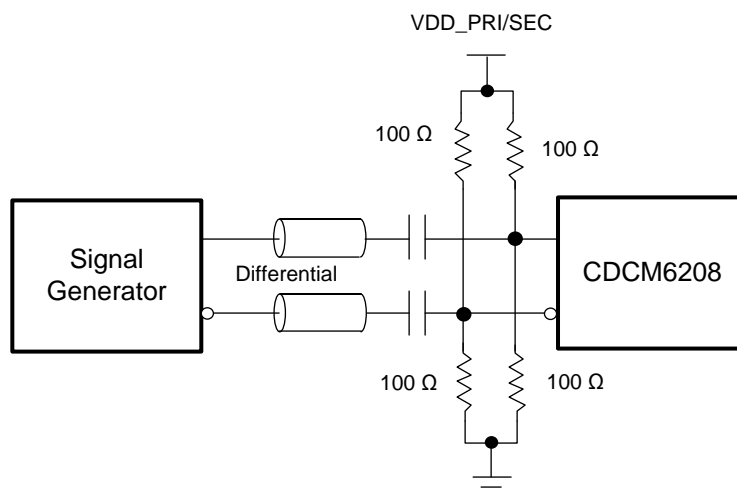 VDD_PRI/SEC
100 Ω
100 Ω
Signal
Generator
Differential
CDCM6208
100 Ω
100 Ω